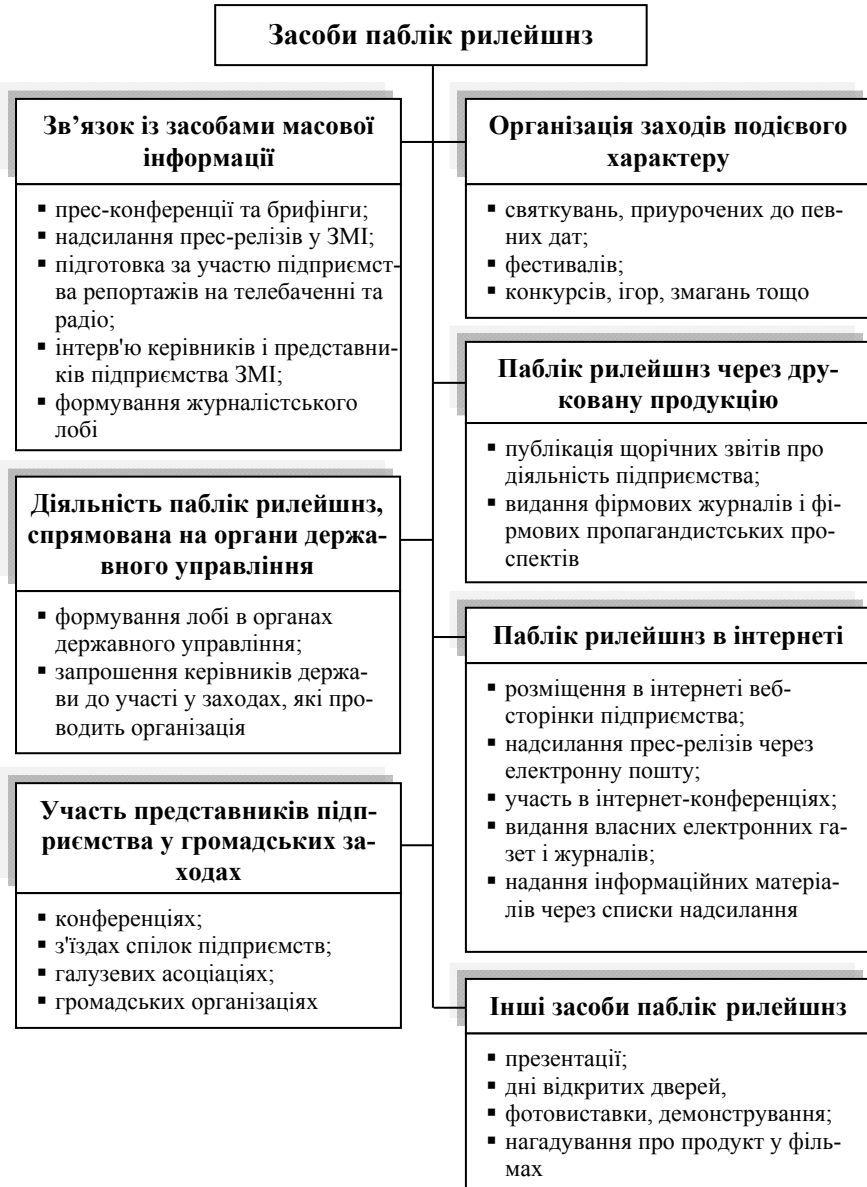 Засоби паблік рилейшнз
Зв’язок із засобами масової
інформації
▪ прес-конференції та брифінги;
▪ надсилання прес-релізів у ЗМІ;
▪ підготовка за участю підприємст-
ва репортажів на телебаченні та
радіо;
▪ інтерв'ю керівників і представни-
ків підприємства ЗМІ;
▪ формування журналістського
лобі
Діяльність паблік рилейшнз,
спрямована на органи держа-
вного управління
▪ формування лобі в органах
державного управління;
▪ запрошення керівників держа-
ви до участі у заходах, які про-
водить організація
Участь представників підп-
риємства у громадських за-
ходах
▪ конференціях;
▪ з'їздах спілок підприємств;
▪ галузевих асоціаціях;
▪ громадських організаціях
Організація заходів подієвого
характеру
▪ святкувань, приурочених до пев-
них дат;
▪ фестивалів;
▪ конкурсів, ігор, змагань тощо
Паблік рилейшнз через дру-
ковану продукцію
▪ публікація щорічних звітів про
діяльність підприємства;
▪ видання фірмових журналів і фі-
рмових пропагандистських про-
спектів
Паблік рилейшнз в інтернеті
▪ розміщення в інтернеті веб-
сторінки підприємства;
▪ надсилання прес-релізів через
електронну пошту;
▪ участь в інтернет-конференціях;
▪ видання власних електронних га-
зет і журналів;
▪ надання інформаційних матеріа-
лів через списки надсилання
Інші засоби паблік рилейшнз
▪ презентації;
▪ дні відкритих дверей,
▪ фотовиставки, демонстрування;
▪ нагадування про продукт у філь-
мах